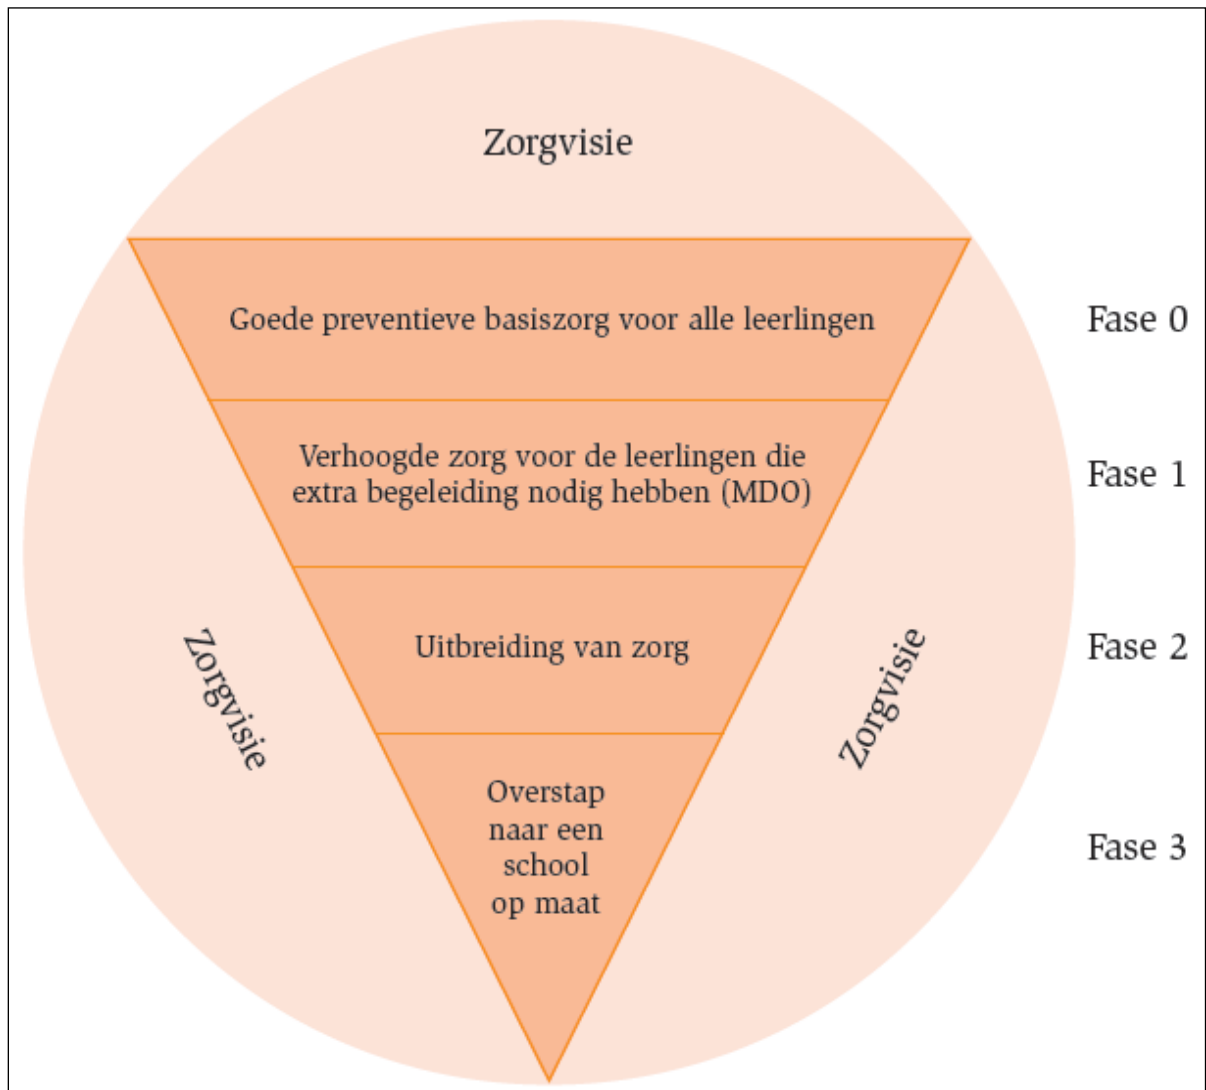 Zorgvisie
Goede preventieve basiszorg voor alle leerlingen
Fase 0
Verhoogde zorg voor de leerlingen die
extra begeleiding nodig hebben (MDO)
Fase 1
Uitbreiding van zorg
Fase 2
Zorgvisie
Zorgvisie
Overstap
naar een
school
op maat
Fase 3